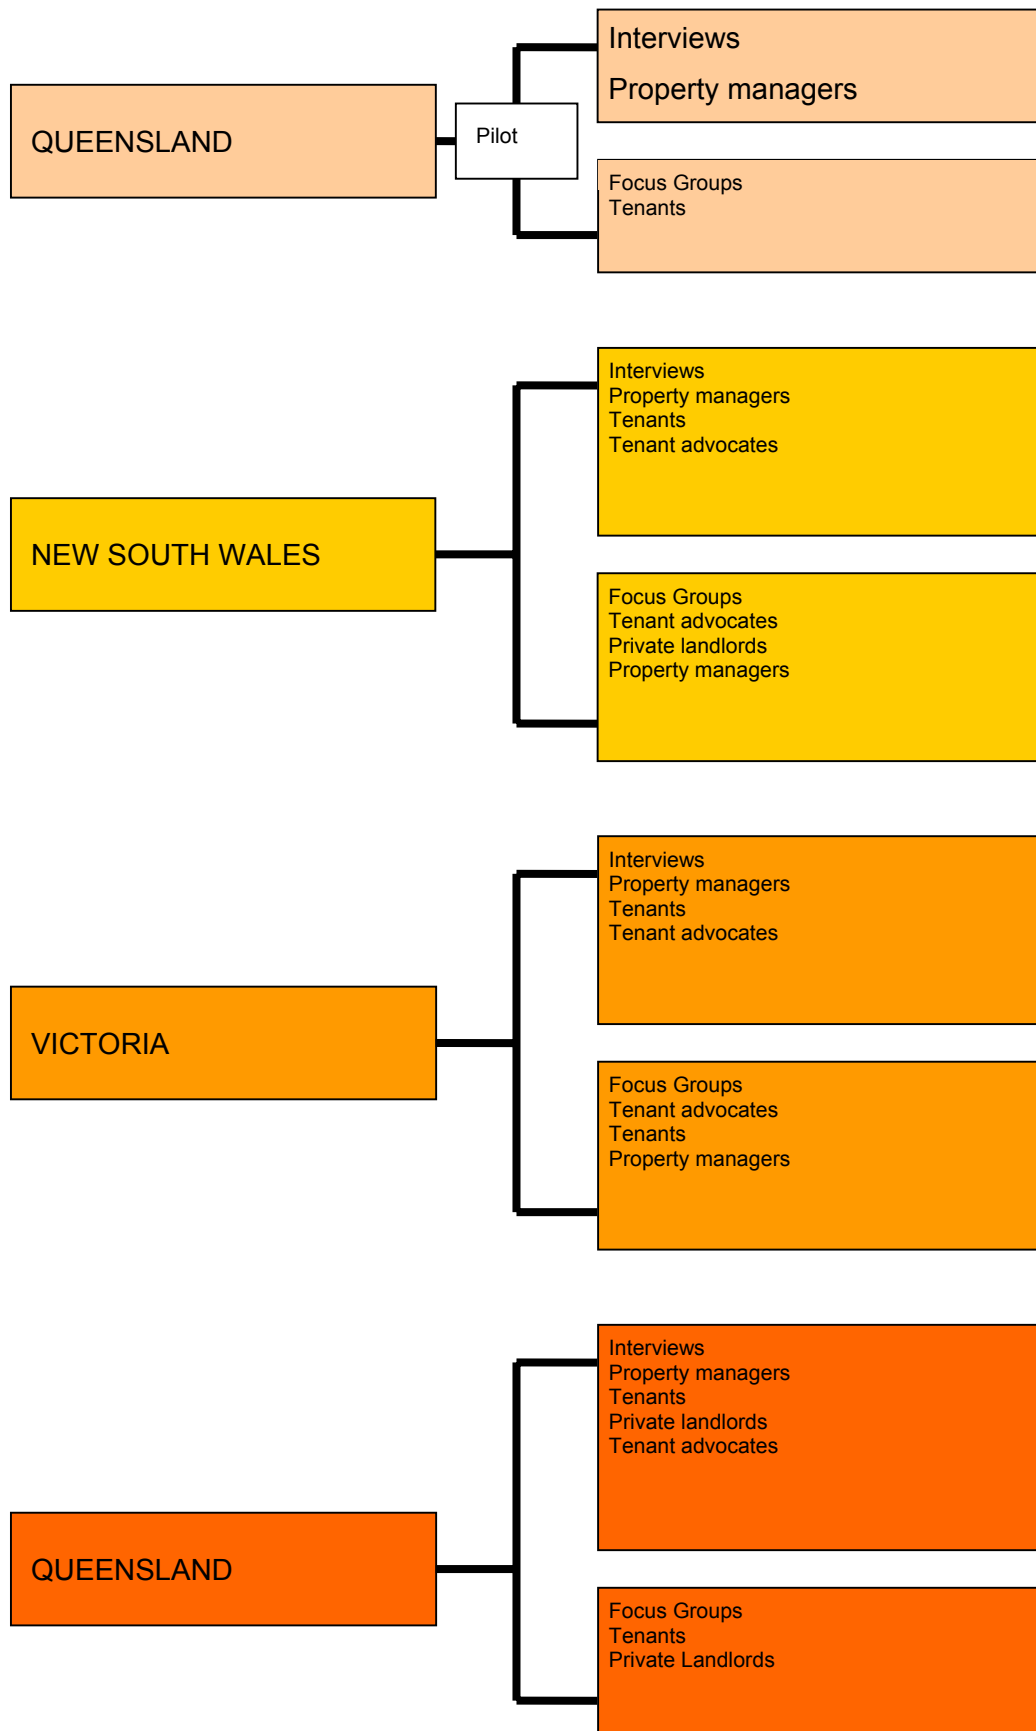 QUEENSLAND
Pilot
Interviews
Property managers
Focus Groups
Tenants
NEW SOUTH WALES
Interviews
Property managers
Tenants
Tenant advocates
Focus Groups
Tenant advocates
Private landlords
Property managers
VICTORIA
Interviews
Property managers
Tenants
Tenant advocates
Focus Groups
Tenant advocates
Tenants
Property managers
QUEENSLAND
Interviews
Property managers
Tenants
Private landlords
Tenant advocates
Focus Groups
Tenants
Private Landlords